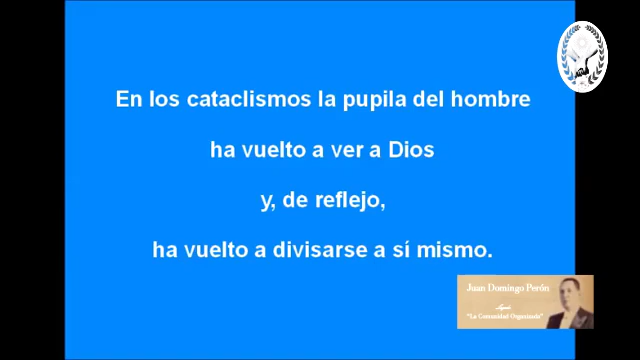 En los cataclismos la pupila del hombre
ha vuelto a ver a Dios
y, de reflejo,
ha vuelto a divisarse a sí mismo.
Juan Domingo Perón
"La Comunidad Organizada"